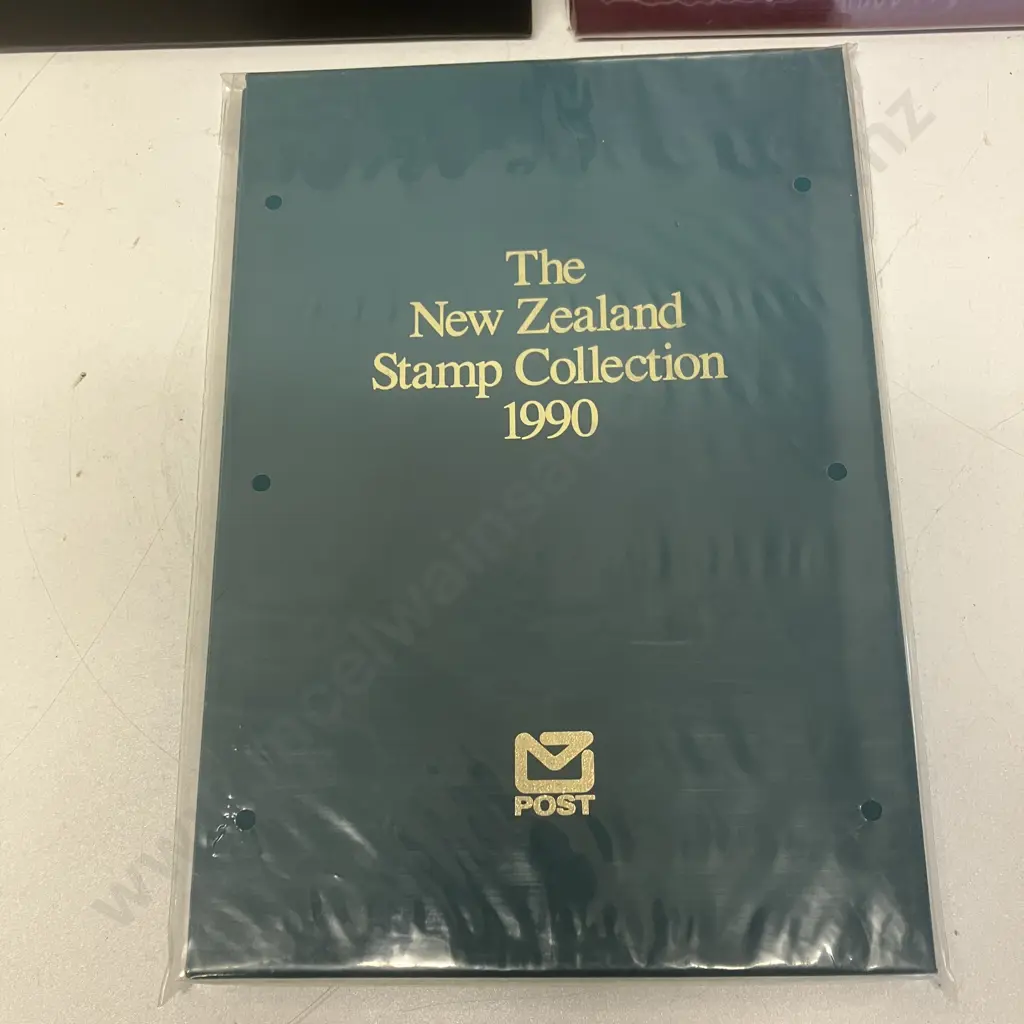 The
New Zealand
Stamp Collection
1990
POST